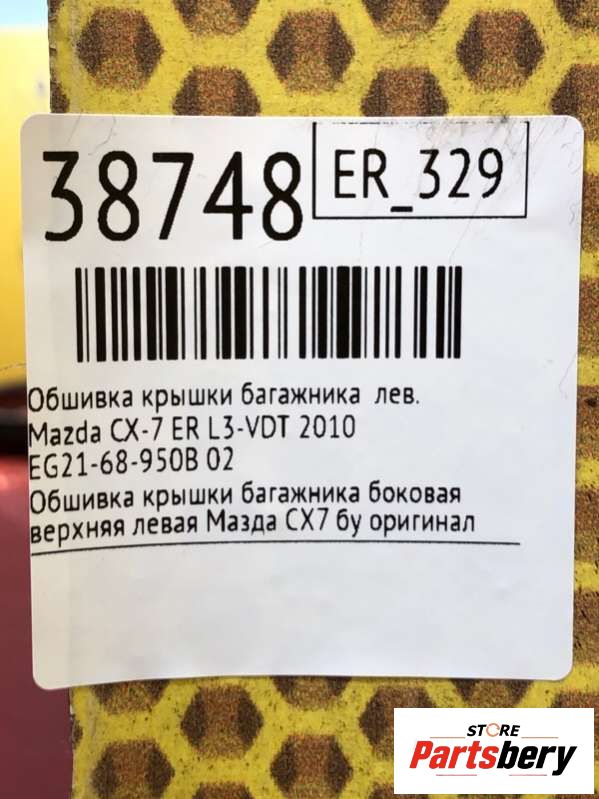 38748
ER_329
Обшивка крышки багажника лев.
Mazda CX-7 ER L3-VDT 2010
EG21-68-950B 02
Обшивка крышки багажника боковая
верхняя левая Мазда СХ7 бу оригинал
STORE
Partsbery